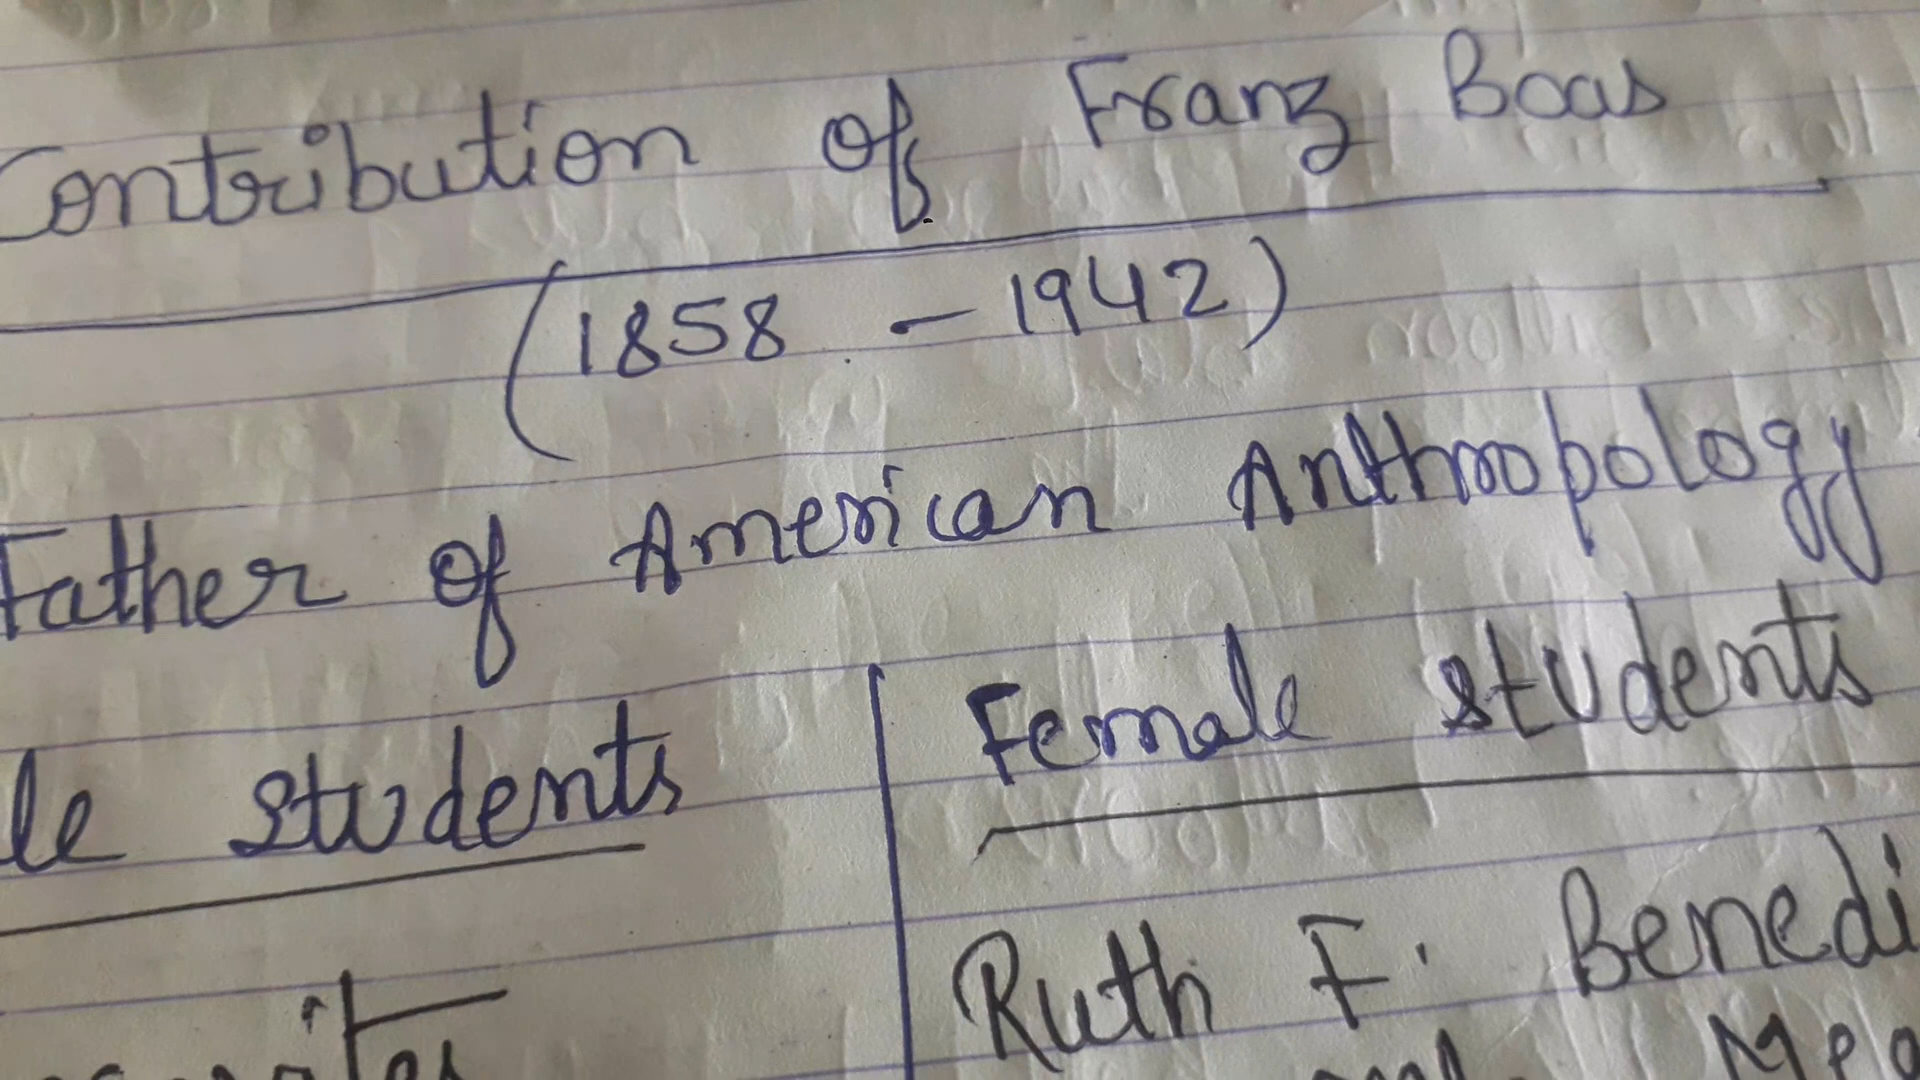 Contribution of Franz Boas
(1858 - 1942)
Father of American Anthropology
le students
Female students
Ruth F. Benedi